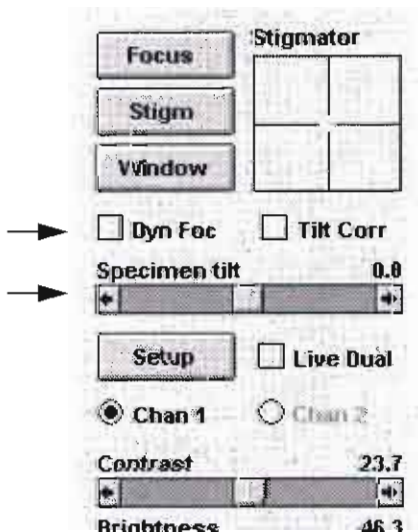 Stigmator
Focus
Stigm
Window
Dyn Foc Tilt Corr
Specimen tilt 0.0
Setup Live Dual
Chan 1 Chan 2
Contrast 23.7
Brightness 46.3